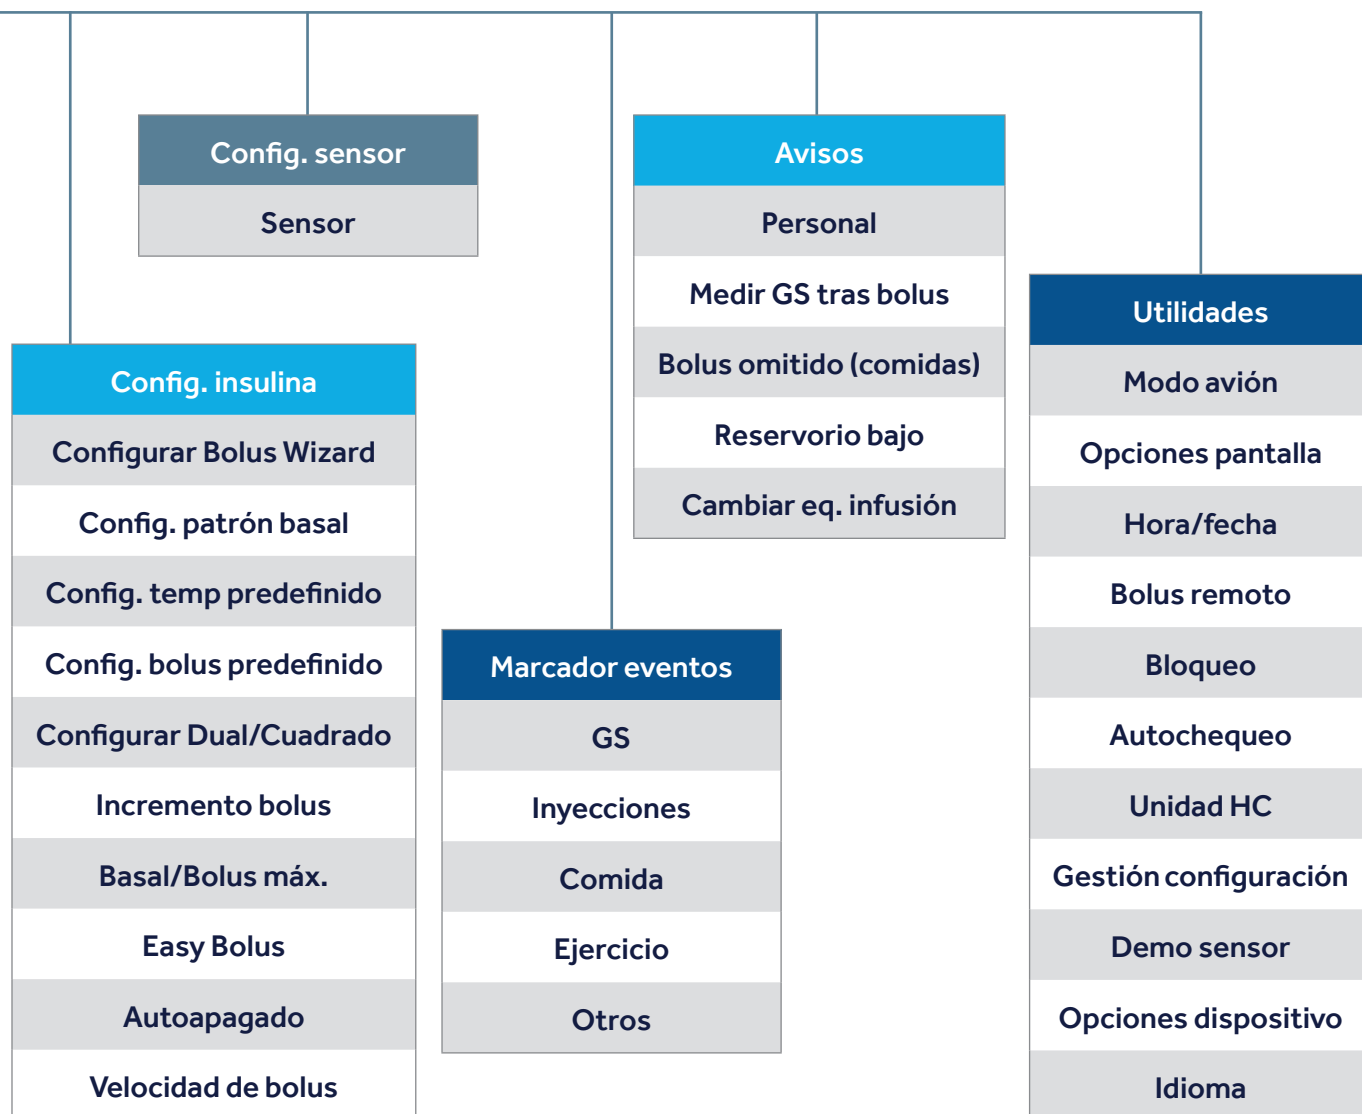 Config. sensor
Sensor
Avisos
Personal
Medir GS tras bolus
Bolus omitido (comidas)
Reservorio bajo
Cambiar eq. infusión
Utilidades
Modo avión
Opciones pantalla
Hora/fecha
Bolus remoto
Bloqueo
Autochequeo
Unidad HC
Gestión configuración
Demo sensor
Opciones dispositivo
Idioma
Config. insulina
Configurar Bolus Wizard
Config. patrón basal
Config. temp predefinido
Config. bolus predefinido
Configurar Dual/Cuadrado
Incremento bolus
Basal/Bolus máx.
Easy Bolus
Autoapagado
Velocidad de bolus
Marcador eventos
GS
Inyecciones
Comida
Ejercicio
Otros